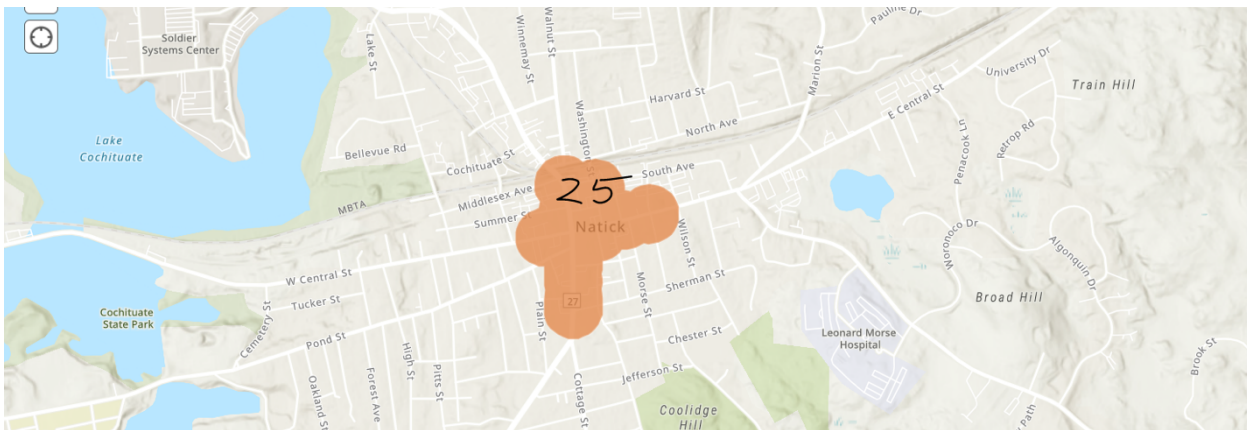 Soldier
Systems Center
Lake St
Winnemay St
Walnut St
Pauline Dr
Marion St
University Dr
Train Hill
Harvard St
Washington St
E Central St
North Ave
Lake
Cochituate
Bellevue Rd
Cochituate St
South Ave
Retrop Rd
Penacook Ln
25
Middlesex Ave
MBTA
Summer St
Natick
Wilson St
Woronoco Dr
Algonquin Dr
W Central St
Sherman St
Morse St
27
Tucker St
Broad Hill
Cochituate
State Park
Plain St
Cemetery St
Pond St
Chester St
Leonard Morse
Hospital
High St
Brook St
Pitts St
Jefferson St
Forest Ave
Oakland St
Cottage St
Coolidge
Hill
Path